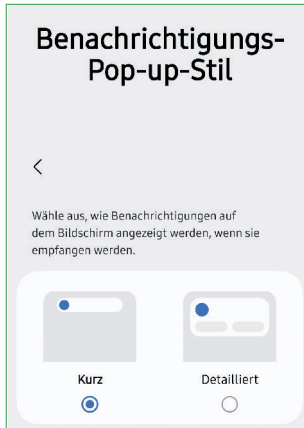 Benachrichtigungs-
Pop-up-Stil
Wähle aus, wie Benachrichtigungen auf
dem Bildschirm angezeigt werden, wenn sie
empfangen werden.
Kurz
Detailliert